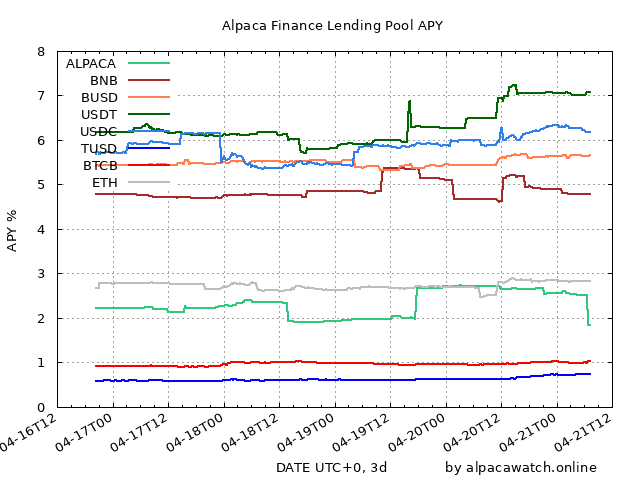 Alpaca Finance Lending Pool APY
8
7
6
5
4
3
2
1
0
APY %
ALPACA
BNB
BUSD
USDT
USDC
TUSD
BTCB
ETH
04-16T12
04-17T00
04-17T12
04-18T00
04-18T12
04-19T00
04-19T12
04-20T00
04-20T12
04-21T00
04-21T12
DATE UTC+0, 3d
by alpacawatch.online